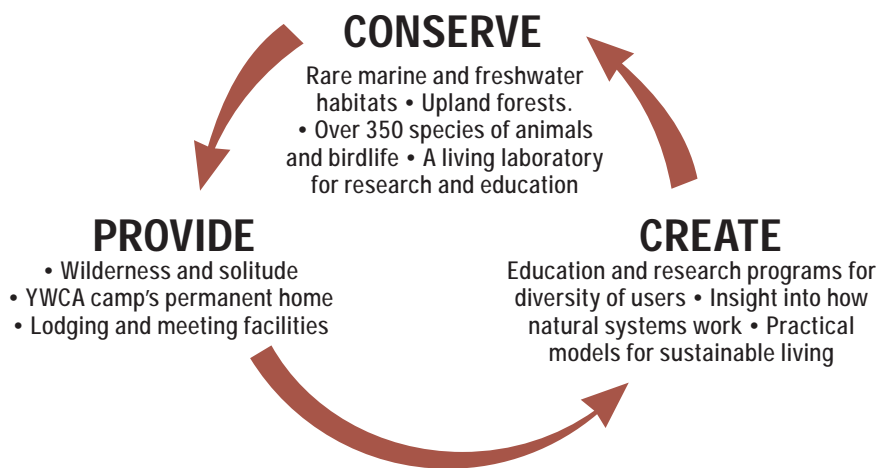 CONSERVE
Rare marine and freshwater
habitats • Upland forests.
• Over 350 species of animals
and birdlife • A living laboratory
for research and education
PROVIDE
• Wilderness and solitude
• YWCA camp's permanent home
• Lodging and meeting facilities
CREATE
Education and research programs for
diversity of users • Insight into how
natural systems work • Practical
models for sustainable living